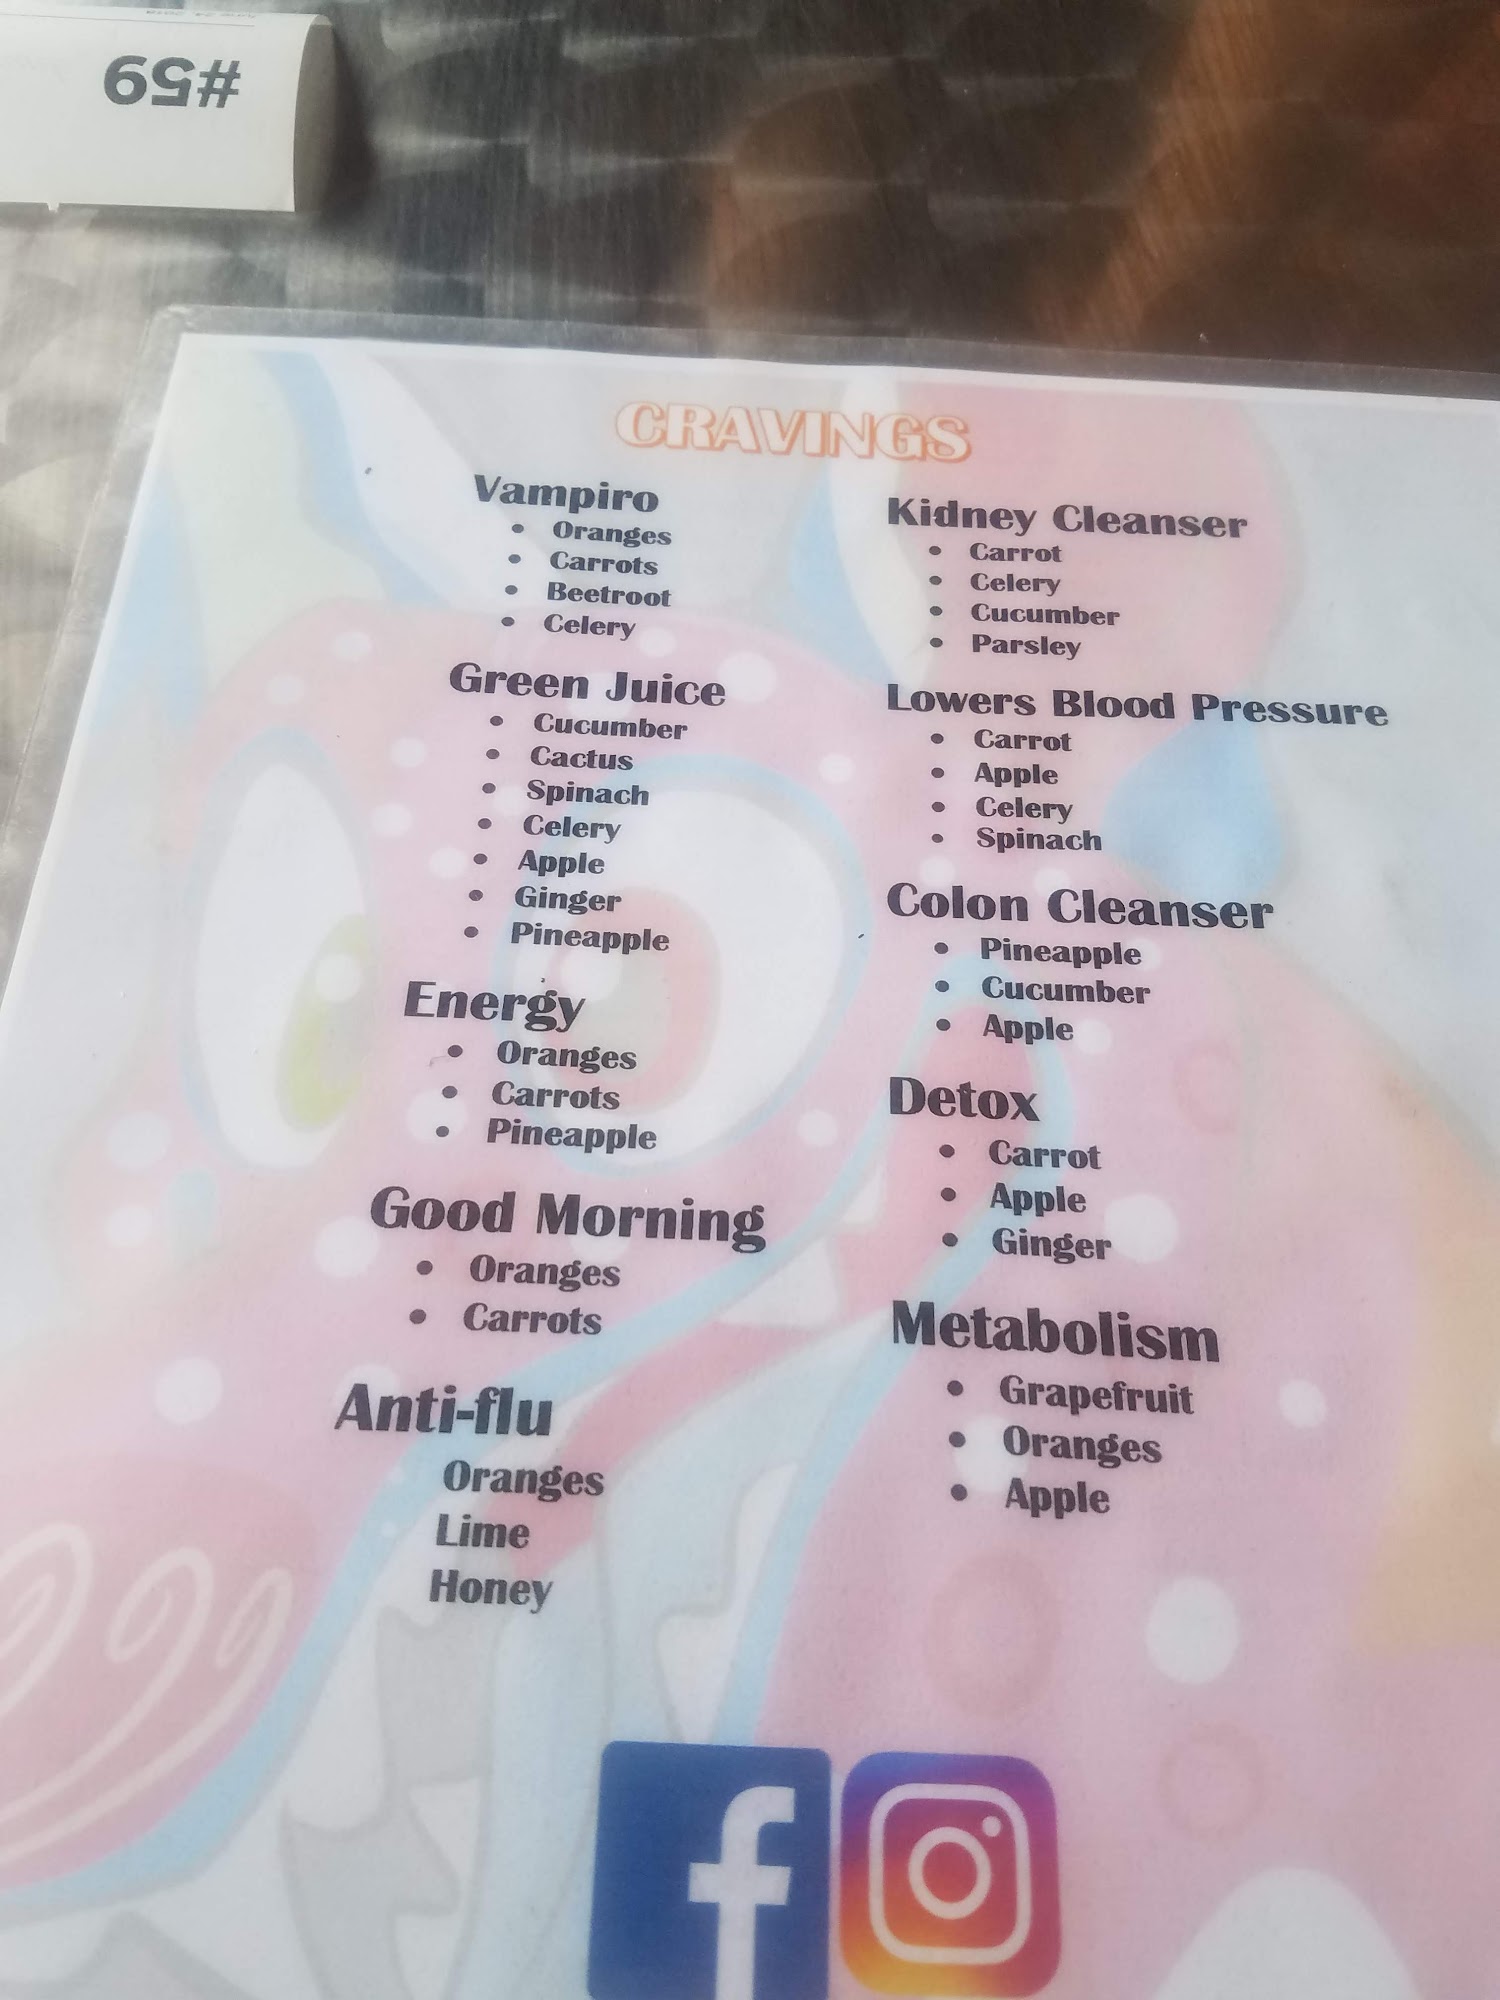 #59
CRAVINGS
Vampiro
• Oranges
• Carrots
• Beetroot
• Celery
Green Juice
• Cucumber
• Cactus
• Spinach
• Celery
• Apple
• Ginger
• Pineapple
Energy
• Oranges
• Carrots
• Pineapple
Good Morning
• Oranges
• Carrots
Anti-flu
Oranges
Lime
Honey
Kidney Cleanser
• Carrot
• Celery
• Cucumber
• Parsley
Lowers Blood Pressure
• Carrot
• Apple
• Celery
• Spinach
Colon Cleanser
• Pineapple
• Cucumber
• Apple
Detox
• Carrot
• Apple
• Ginger
Metabolism
• Grapefruit
• Oranges
• Apple